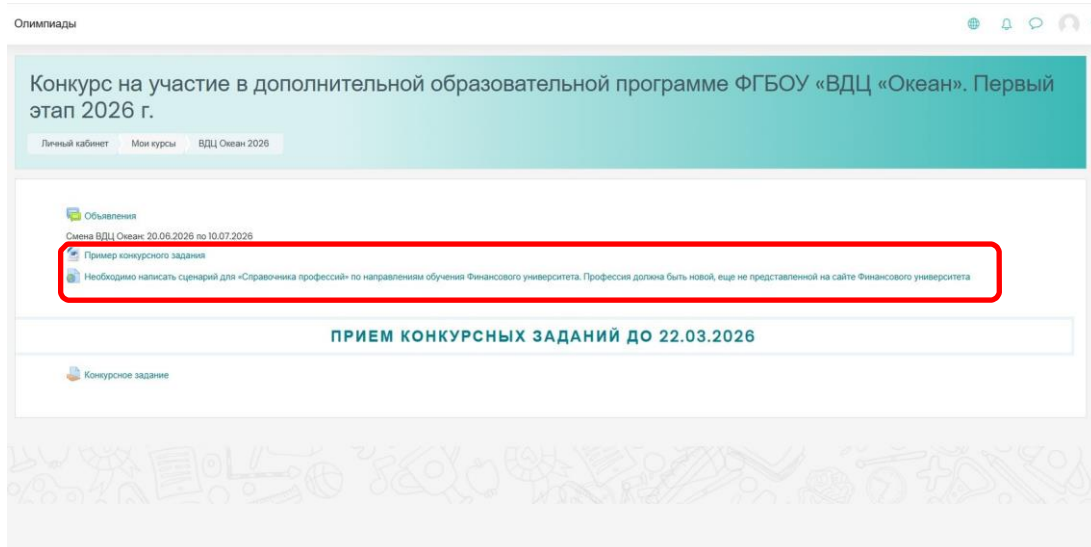 Олимпиады
Конкурс на участие в дополнительной образовательной программе ФГБОУ «ВДЦ «Океан». Первый
этап 2026 г.
Личный кабинет Мои курсы ВДЦ Океан 2026
Объявления
Смена ВДЦ Океан: 20.06.2026 по 10.07.2026
Пример конкурсного задания
Необходимо написать сценарий для «Справочника профессий» по направлениям обучения Финансового университета. Профессия должна быть новой, еще не представленной на сайте Финансового университета
ПРИЕМ КОНКУРСНЫХ ЗАДАНИЙ ДО 22.03.2026
Конкурсное задание